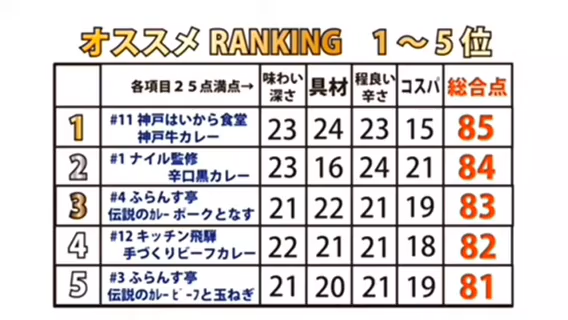 オススメ RANKING 1～5位
各項目２５点満点→ 味わい深さ 具材 程良い辛さ コスパ 総合点
1 #11 神戸はいから食堂 神戸牛カレー 23 24 23 15 85
2 #1 ナイル監修 辛口黒カレー 23 16 24 21 84
3 #4 ふらんす亭 伝説のｶﾚｰ ポークとなす 21 22 21 19 83
4 #12 キッチン飛騨 手づくりビーフカレー 22 21 21 18 82
5 #3 ふらんす亭 伝説のｶﾚｰ ﾋﾞｰﾌと玉ねぎ 21 20 21 19 81